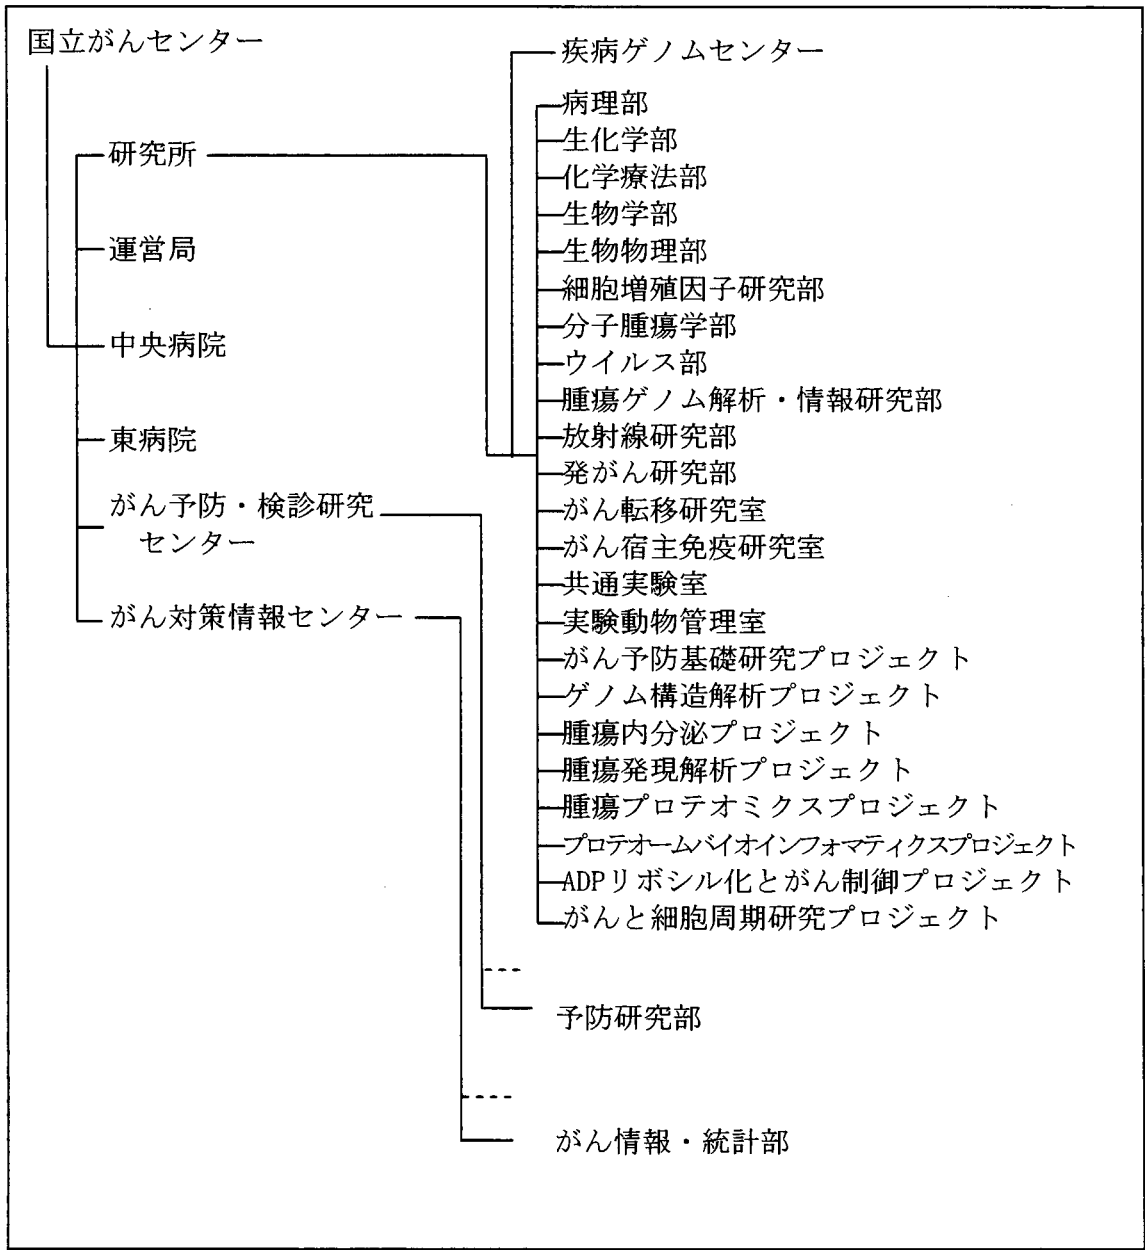 国立がんセンター
研究所
運営局
中央病院
東病院
がん予防・検診研究
センター
がん対策情報センター
疾病ゲノムセンター
病理部
生化学部
化学療法部
生物学部
生物物理部
細胞増殖因子研究部
分子腫瘍学部
ウイルス部
腫瘍ゲノム解析・情報研究部
放射線研究部
発がん研究部
がん転移研究室
がん宿主免疫研究室
共通実験室
実験動物管理室
がん予防基礎研究プロジェクト
ゲノム構造解析プロジェクト
腫瘍内分泌プロジェクト
腫瘍発現解析プロジェクト
腫瘍プロテオミクスプロジェクト
プロテオームバイオインフォマティクスプロジェクト
ADPリボシル化とがん制御プロジェクト
がんと細胞周期研究プロジェクト
予防研究部
がん情報・統計部